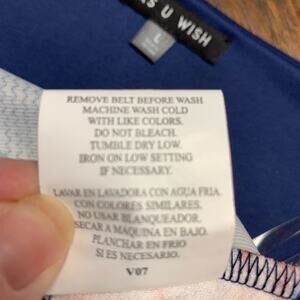 AS U WISH
L
REMOVE BELT BEFORE WASH
MACHINE WASH COLD
WITH LIKE COLORS.
DO NOT BLEACH.
TUMBLE DRY LOW.
IRON ON LOW SETTING
IF NECESSARY.
LAVAR EN LAVADORA CON AGUA FRIA.
CON COLORES SIMILARES.
NO USAR BLANQUEADOR.
SECAR A MAQUINA EN BAJO.
PLANCHAR EN FRIO
SI ES NECESARIO.
V07